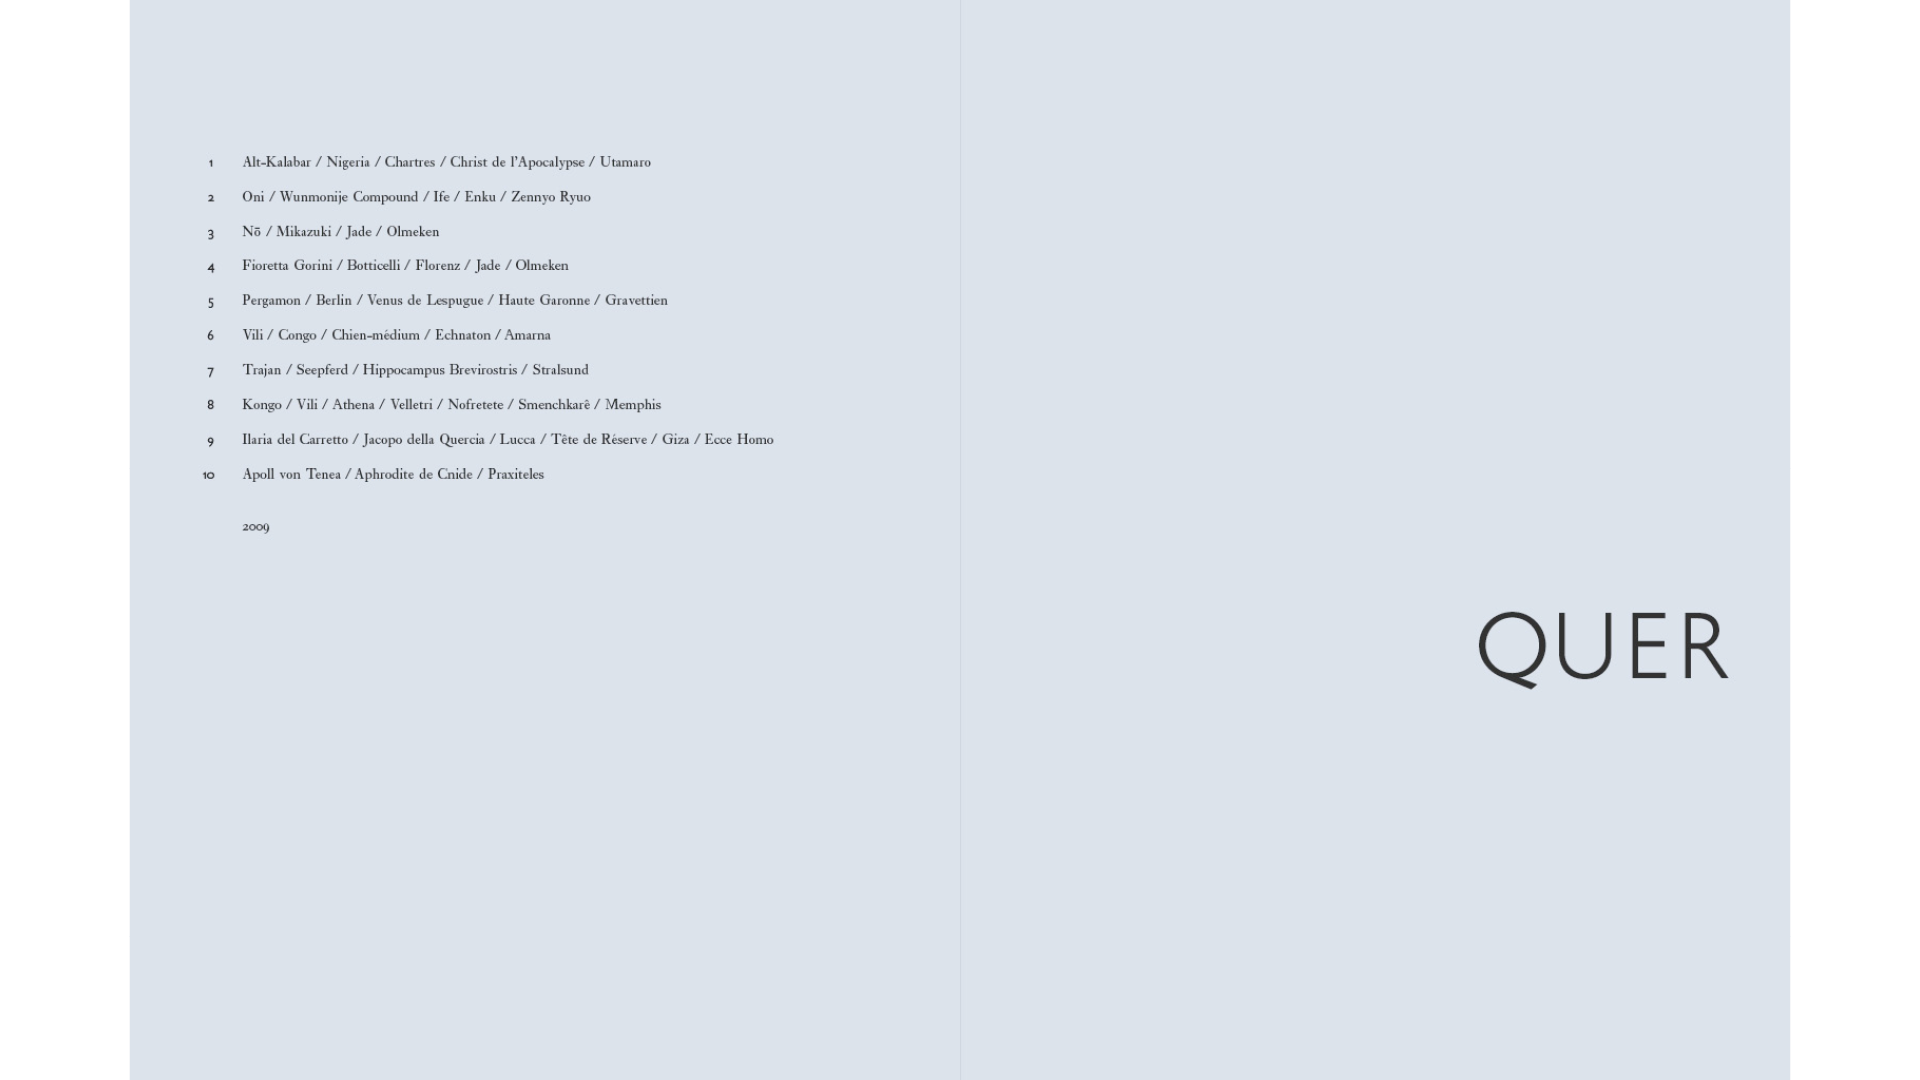 1 Alt-Kalabar / Nigeria / Chartres / Christ de l’Apocalypse / Utamaro
2 Oni / Wunmonije Compound / Ife / Enku / Zennyo Ryuo
3 Nō / Mikazuki / Jade / Olmeken
4 Fioretta Gorini / Botticelli / Florenz / Jade / Olmeken
5 Pergamon / Berlin / Venus de Lespugue / Haute Garonne / Gravettien
6 Vili / Congo / Chien-médium / Echnaton / Amarna
7 Trajan / Seepferd / Hippocampus Brevirostris / Stralsund
8 Kongo / Vili / Athena / Velletri / Nofretete / Smenchkarê / Memphis
9 Ilaria del Carretto / Jacopo della Quercia / Lucca / Tête de Réserve / Giza / Ecce Homo
10 Apoll von Tenea / Aphrodite de Cnide / Praxiteles
2009
QUER